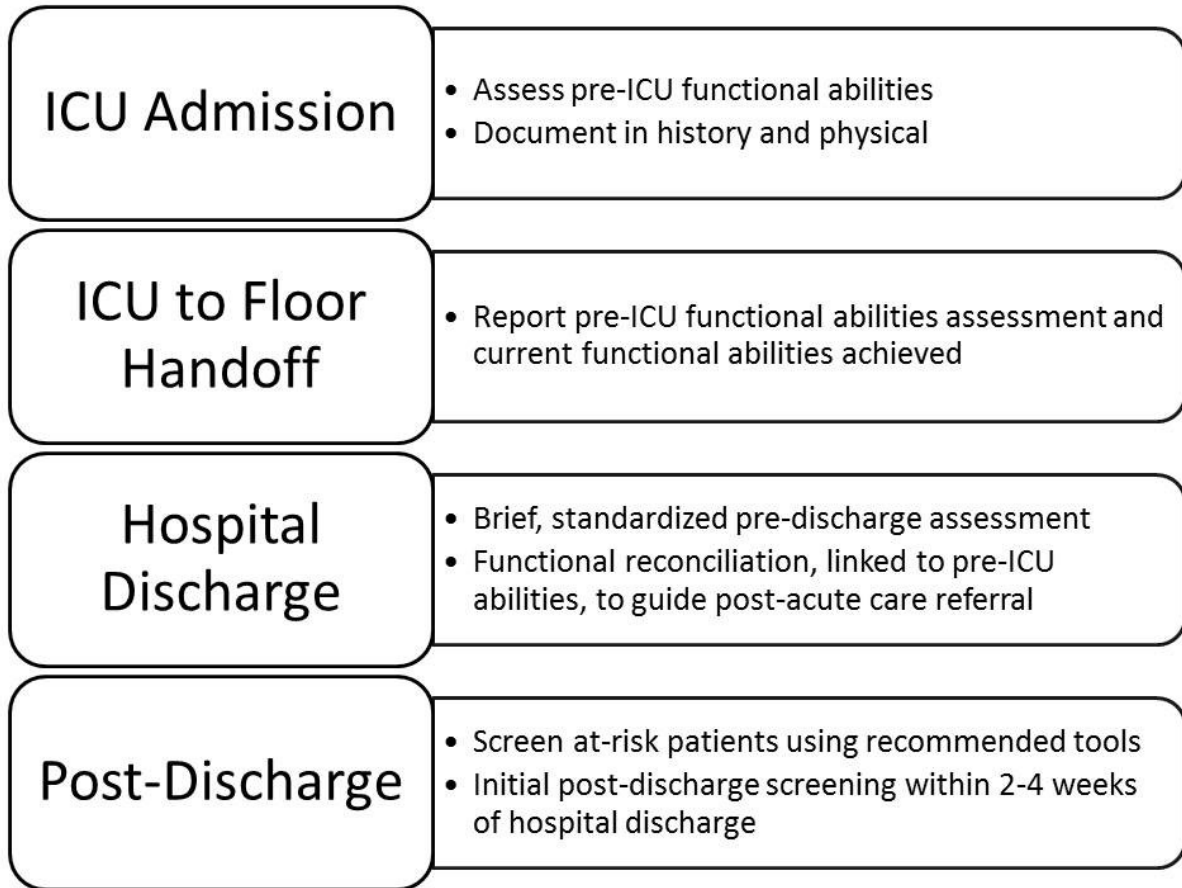 ICU Admission
• Assess pre-ICU functional abilities
• Document in history and physical
ICU to Floor
Handoff
• Report pre-ICU functional abilities assessment and
current functional abilities achieved
Hospital
Discharge
• Brief, standardized pre-discharge assessment
• Functional reconciliation, linked to pre-ICU
abilities, to guide post-acute care referral
Post-Discharge
• Screen at-risk patients using recommended tools
• Initial post-discharge screening within 2-4 weeks
of hospital discharge